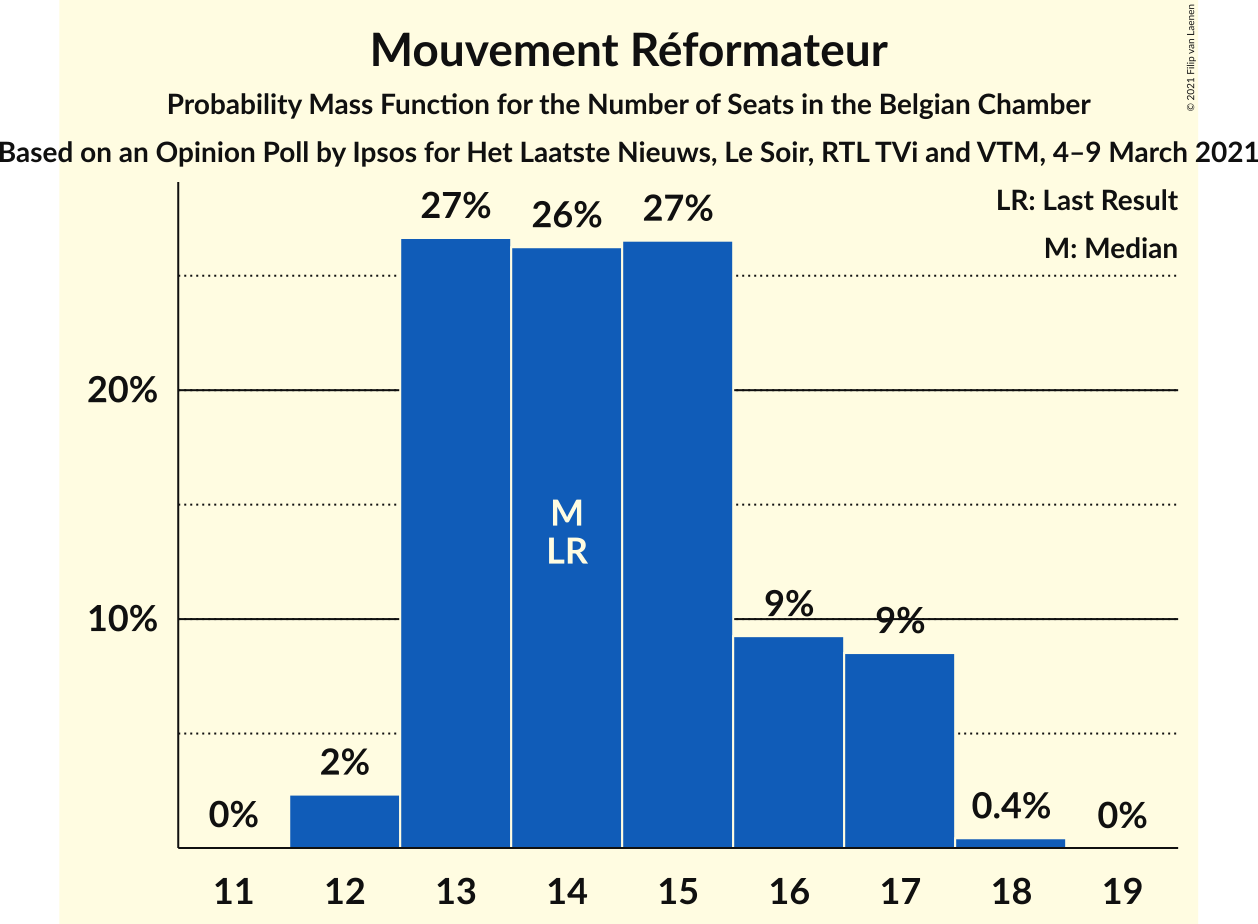 Mouvement Réformateur
Probability Mass Function for the Number of Seats in the Belgian Chamber
Based on an Opinion Poll by Ipsos for Het Laatste Nieuws, Le Soir, RTL TVi and VTM, 4–9 March 2021
© 2021 Filip van Laenen
LR: Last Result
M: Median
27%
26%
27%
20%
M
LR
10%
9%
9%
2%
0%
0.4%
0%
11 12 13 14 15 16 17 18 19